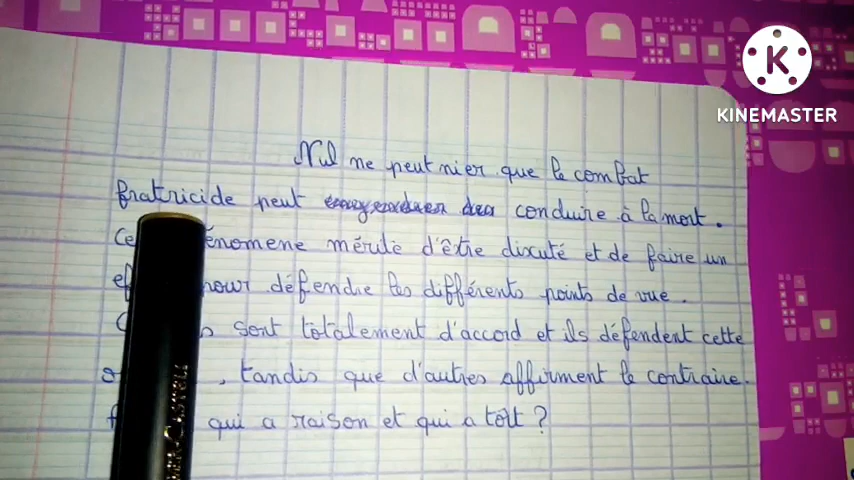 KINEMASTER
Nul ne peut nier que le combat
fratricide peut conduire à la mort.
mérite d'être discuté et de faire un
pour défendre les différents points de vue.
sont totalement d'accord et ils défendent cette
, tandis que d'autres affirment le contraire.
qui a raison et qui a tort ?